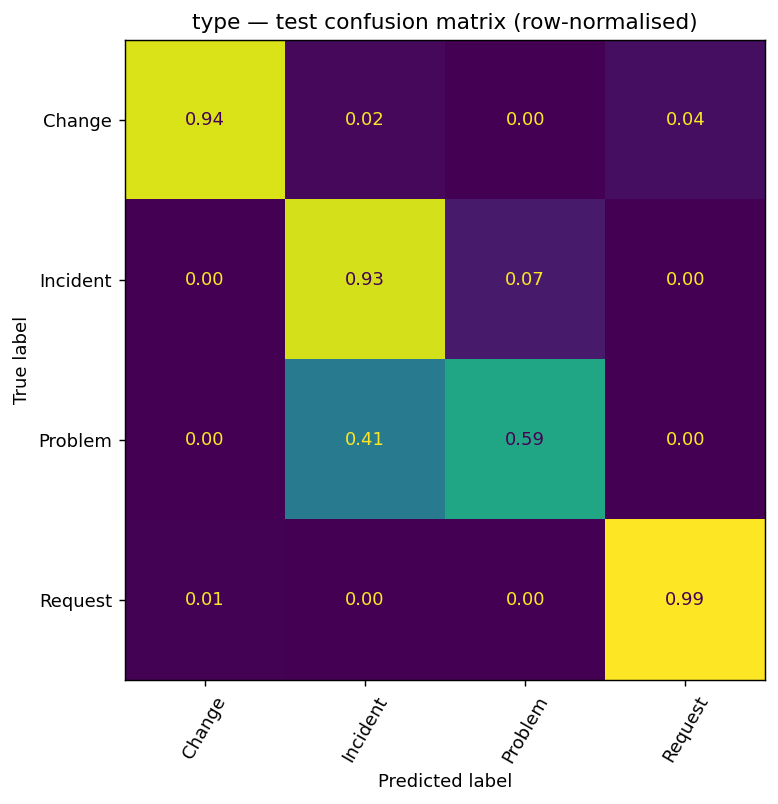 type — test confusion matrix (row-normalised)
Change 0.94 0.02 0.00 0.04
Incident 0.00 0.93 0.07 0.00
Problem 0.00 0.41 0.59 0.00
Request 0.01 0.00 0.00 0.99
True label
Change Incident Problem Request
Predicted label